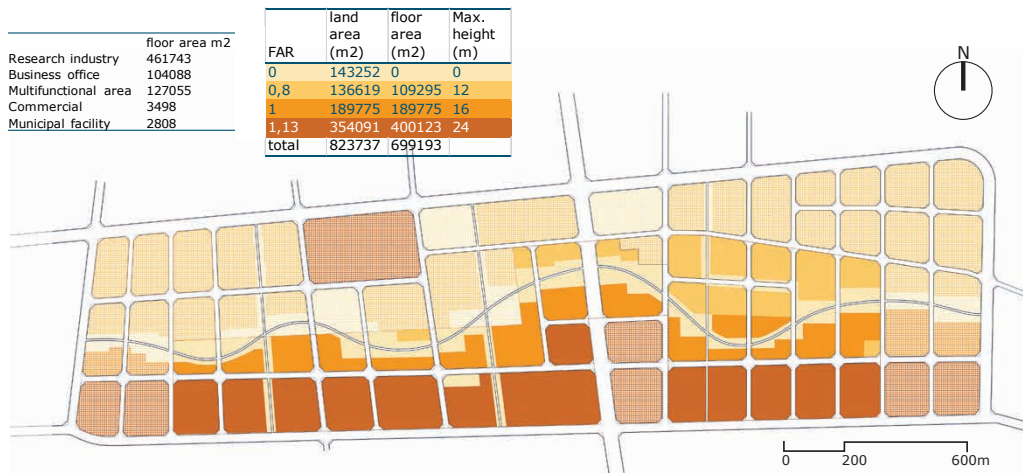 floor area m2
Research industry 461743
Business office 104088
Multifunctional area 127055
Commercial 3498
Municipal facility 2808
land floor Max.
area area height
FAR (m2) (m2) (m)
0 143252 0 0
0,8 136619 109295 12
1 189775 189775 16
1,13 354091 400123 24
total 823737 699193
N
0 200 600m